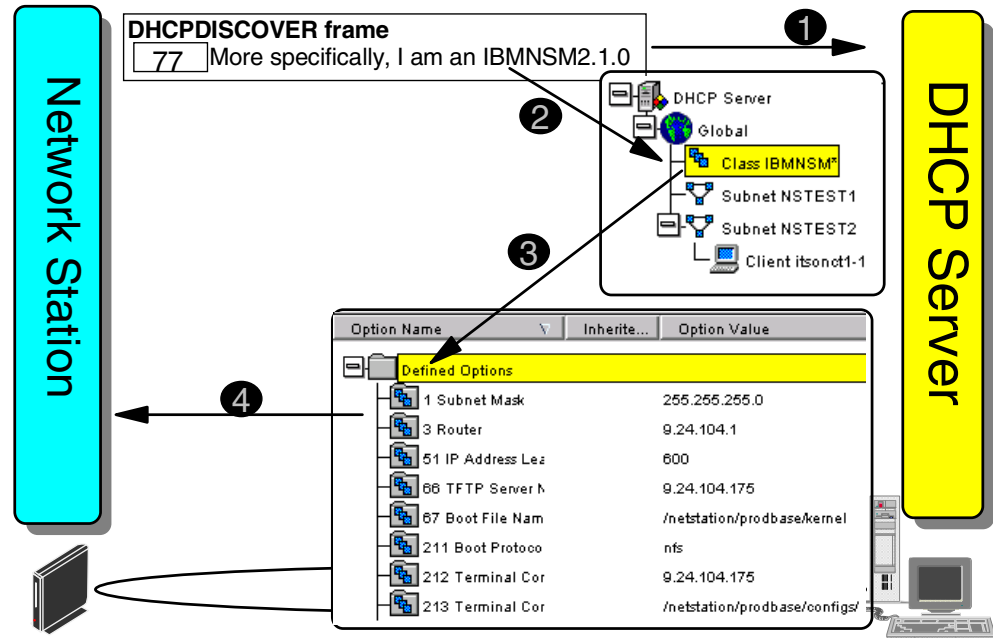 DHCPDISCOVER frame
77 More specifically, I am an IBMNSM2.1.0
1
Network Station
DHCP Server
2
DHCP Server
Global
Class IBMNSM*
Subnet NSTEST1
Subnet NSTEST2
Client itsonct1-1
3
Option Name Inherite... Option Value
Defined Options
4
1 Subnet Mask 255.255.255.0
3 Router 9.24.104.1
51 IP Address Lea 600
66 TFTP Server N 9.24.104.175
67 Boot File Nam /netstation/prodbase/kernel
211 Boot Protoco nfs
212 Terminal Cor 9.24.104.175
213 Terminal Cor /netstation/prodbase/configs/